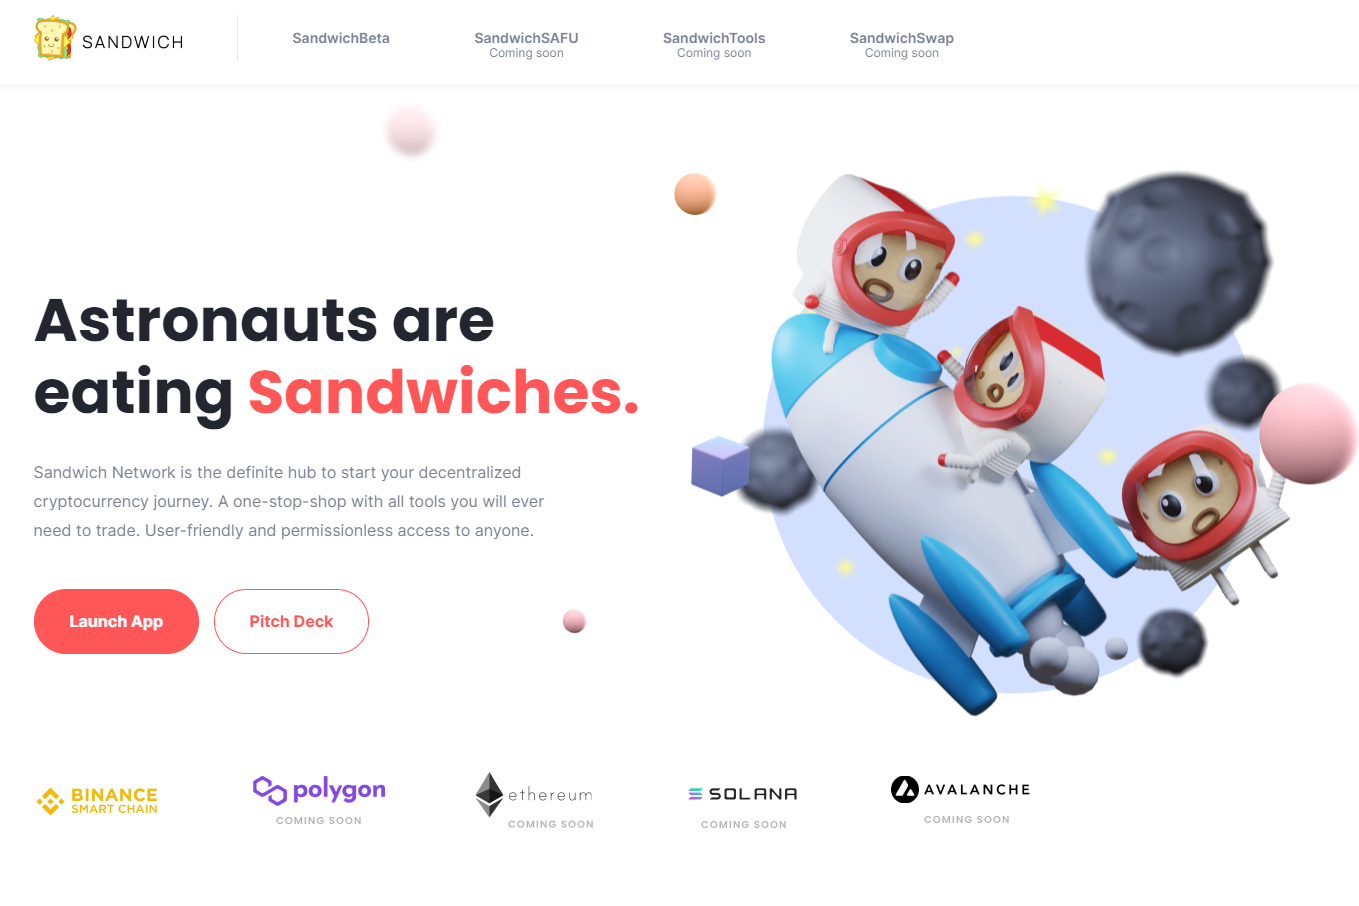 SANDWICH
SandwichBeta
SandwichSAFU
Coming soon
SandwichTools
Coming soon
SandwichSwap
Coming soon
Astronauts are
eating Sandwiches.
Sandwich Network is the definite hub to start your decentralized
cryptocurrency journey. A one-stop-shop with all tools you will ever
need to trade. User-friendly and permissionless access to anyone.
Launch App
Pitch Deck
BINANCE
SMART CHAIN
polygon
COMING SOON
ethereum
COMING SOON
SOLANA
COMING SOON
AVALANCHE
COMING SOON